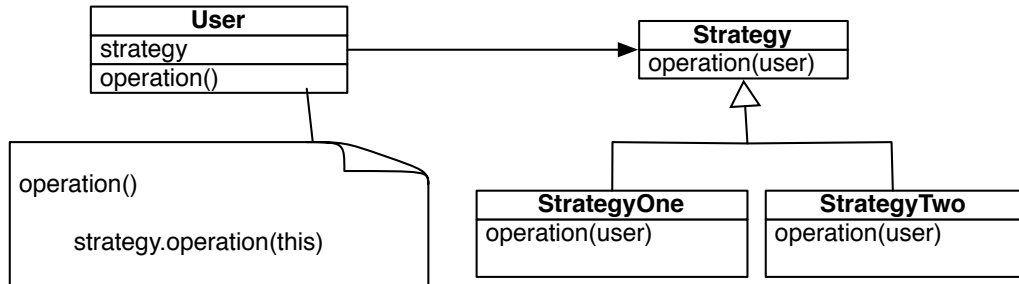 User
strategy
operation()
Strategy
operation(user)
operation()
strategy.operation(this)
StrategyOne
operation(user)
StrategyTwo
operation(user)